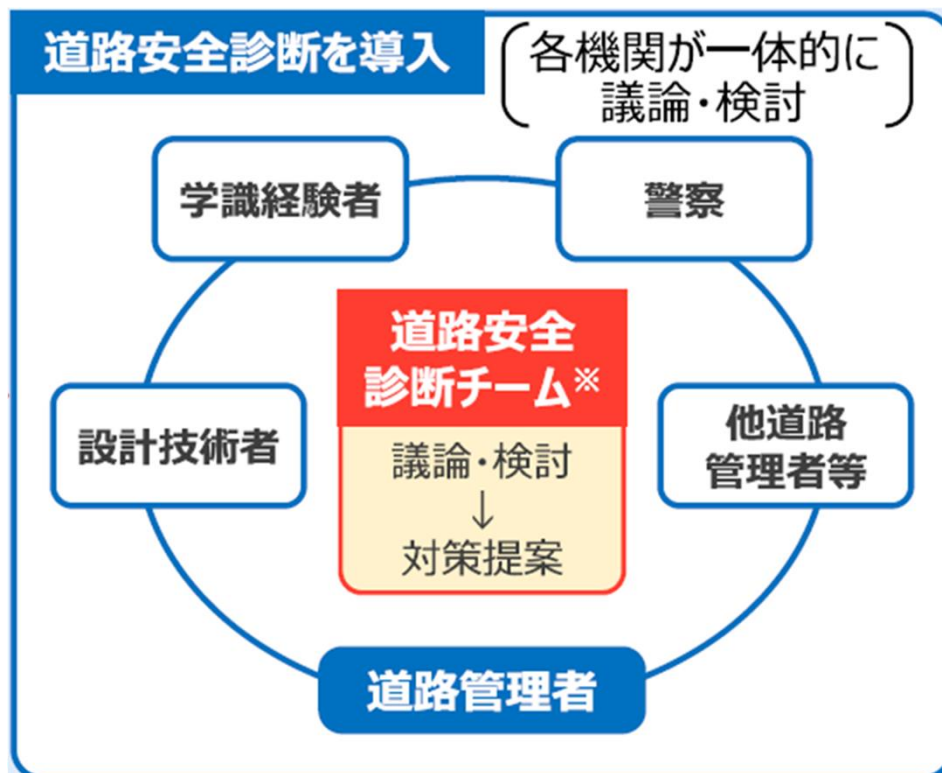 道路安全診断を導入
各機関が一体的に
議論・検討
学識経験者
警察
道路安全
診断チーム※
議論・検討
↓
対策提案
設計技術者
他道路
管理者等
道路管理者